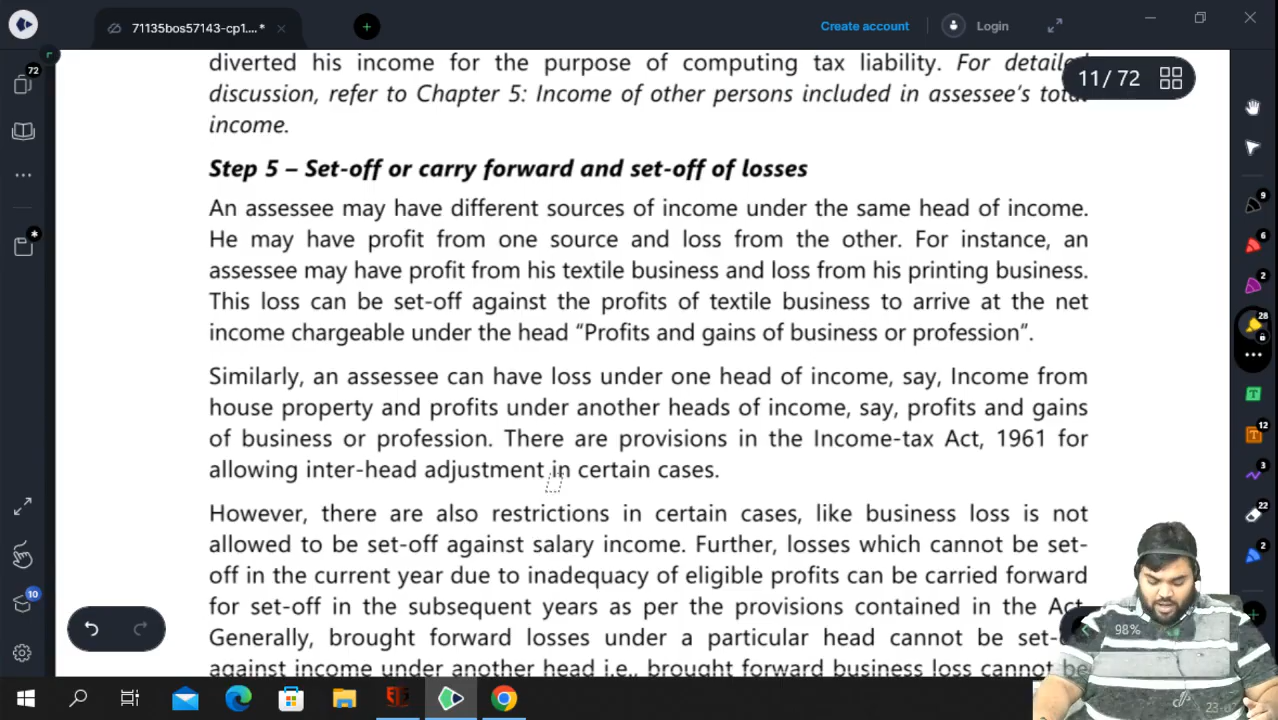 71135bos57143-cp1....*
Create account
Login
72
11/ 72
diverted his income for the purpose of computing tax liability. For detailed
discussion, refer to Chapter 5: Income of other persons included in assessee's total
income.
Step 5 – Set-off or carry forward and set-off of losses
An assessee may have different sources of income under the same head of income.
He may have profit from one source and loss from the other. For instance, an
assessee may have profit from his textile business and loss from his printing business.
This loss can be set-off against the profits of textile business to arrive at the net
income chargeable under the head “Profits and gains of business or profession”.
Similarly, an assessee can have loss under one head of income, say, Income from
house property and profits under another heads of income, say, profits and gains
of business or profession. There are provisions in the Income-tax Act, 1961 for
allowing inter-head adjustment in certain cases.
However, there are also restrictions in certain cases, like business loss is not
allowed to be set-off against salary income. Further, losses which cannot be set-
off in the current year due to inadequacy of eligible profits can be carried forward
for set-off in the subsequent years as per the provisions contained in the Act.
Generally, brought forward losses under a particular head cannot be set-
against income under another head i.e., brought forward business loss cannot be
9
6
2
28
12
3
22
2
10
98%